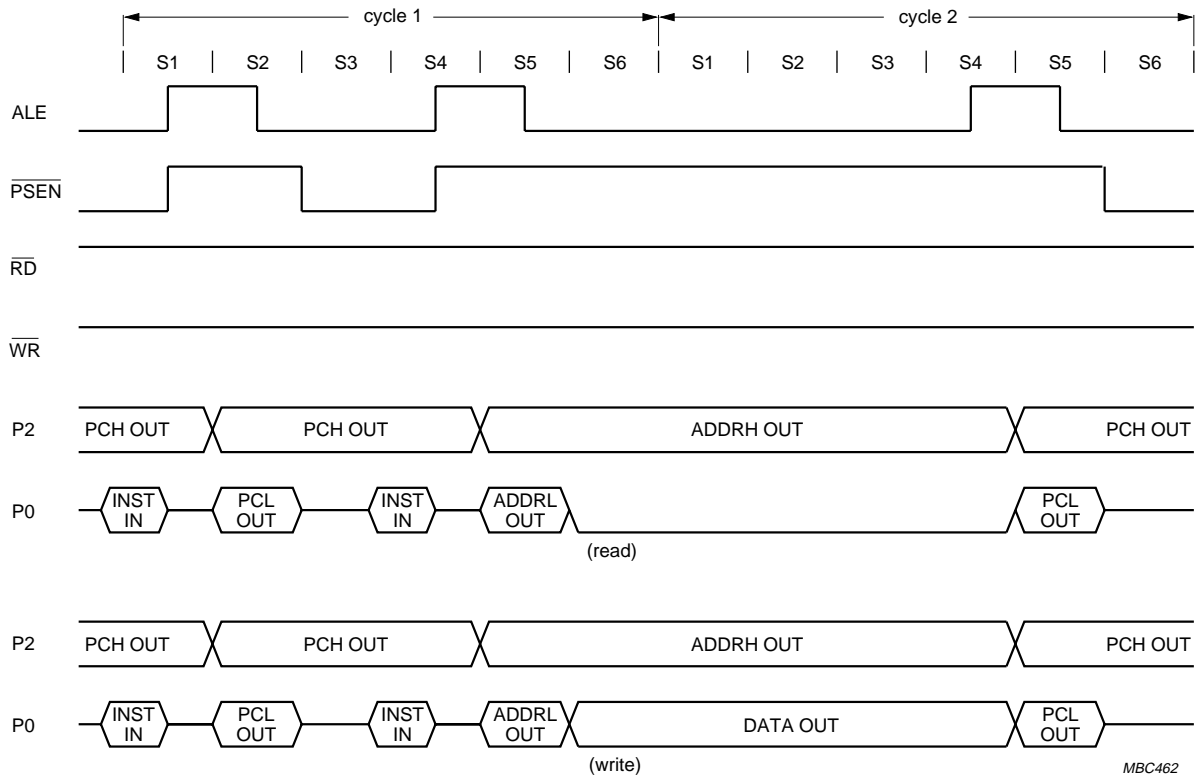 cycle 1 cycle 2
S1 S2 S3 S4 S5 S6 S1 S2 S3 S4 S5 S6
ALE
PSEN
RD
WR
P2 PCH OUT PCH OUT ADDRH OUT PCH OUT
P0 INST IN PCL OUT INST IN ADDRL OUT PCL OUT
(read)
P2 PCH OUT PCH OUT ADDRH OUT PCH OUT
P0 INST IN PCL OUT INST IN ADDRL OUT DATA OUT PCL OUT
(write)
MBC462